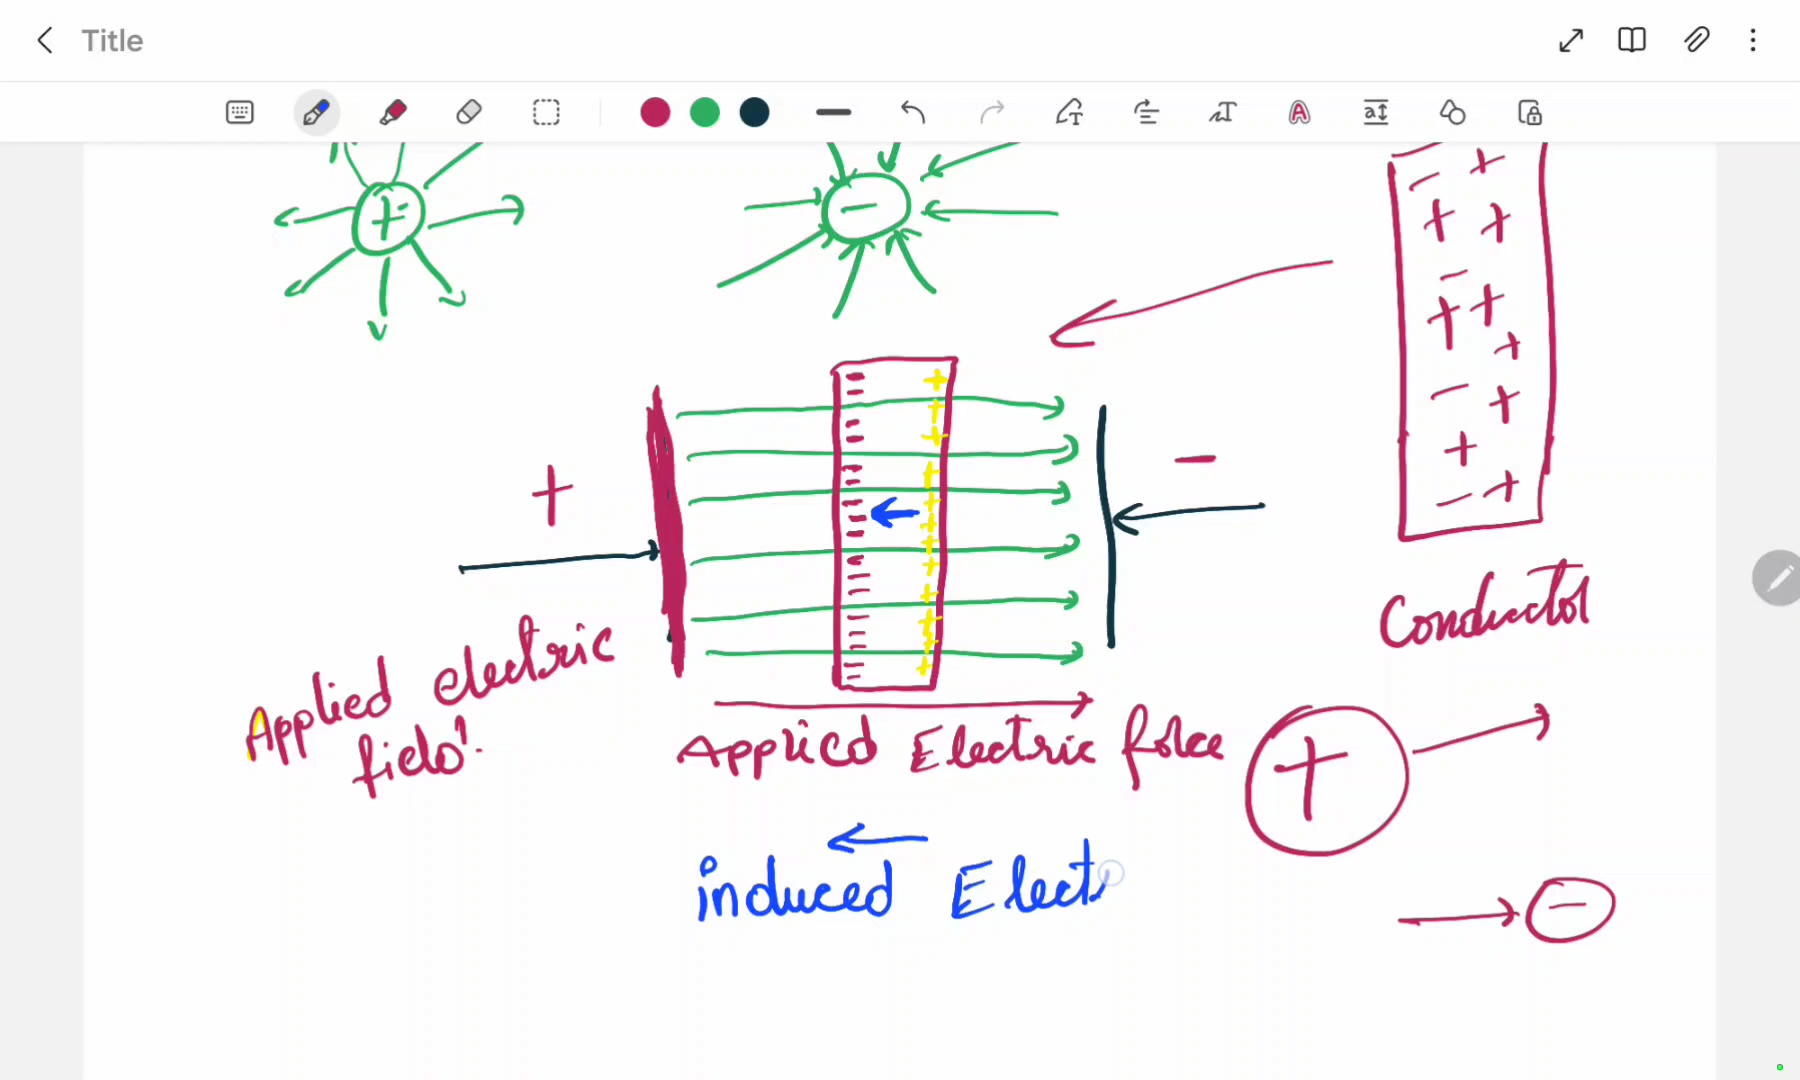 Title
Conductor
Applied electric
field.
Applied Electric force
induced Elect